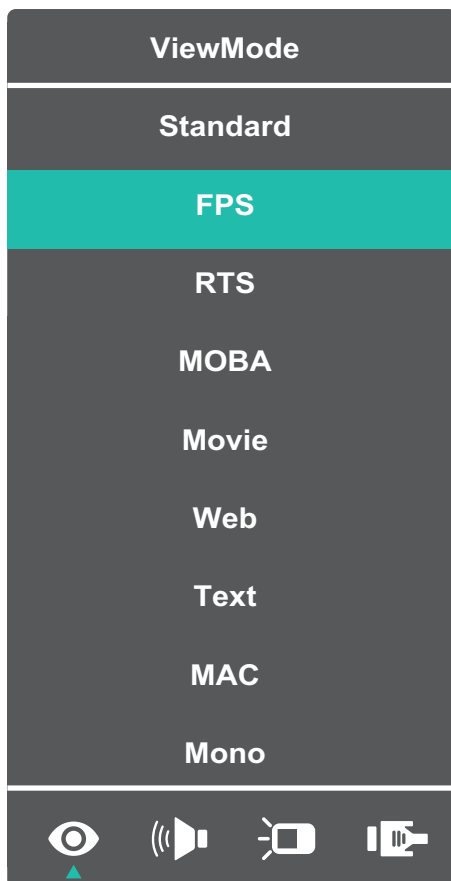 ViewMode
Standard
FPS
RTS
MOBA
Movie
Web
Text
MAC
Mono